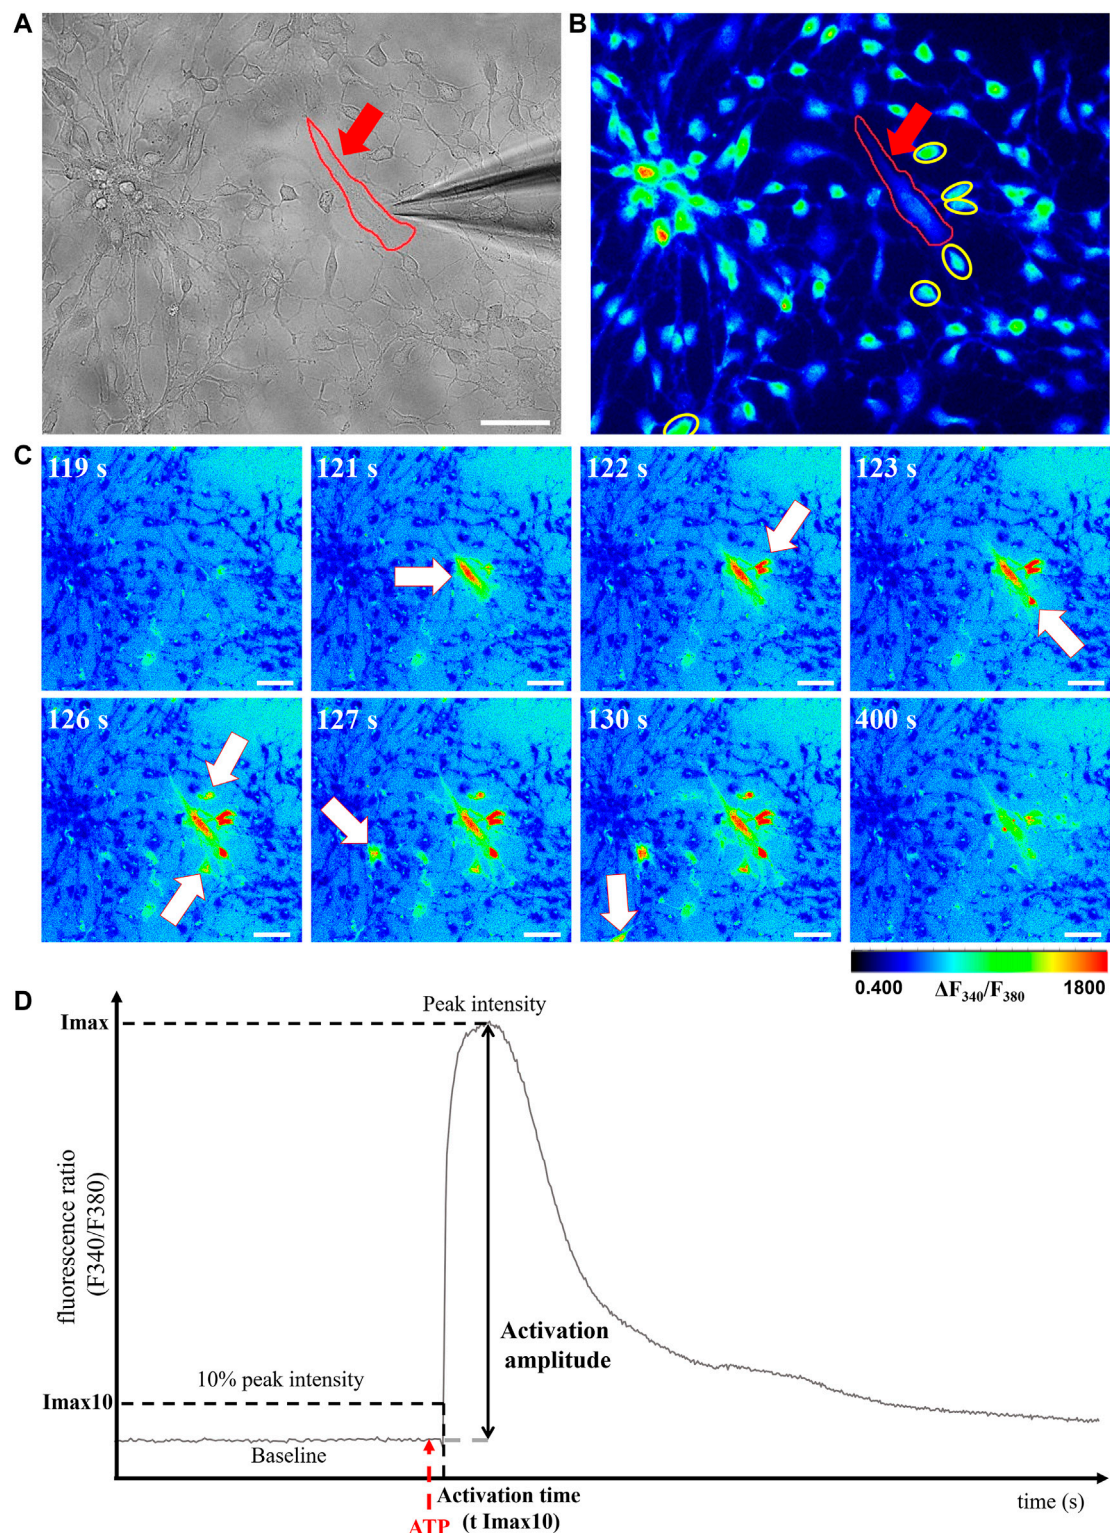 A
B
C
119 s
121 s
122 s
123 s
126 s
127 s
130 s
400 s
0.400 ΔF340/F380 1800
D
Imax
Peak intensity
fluorescence ratio
(F340/F380)
Activation
amplitude
10% peak intensity
Imax10
Baseline
Activation time
(t Imax10)
ATP
time (s)